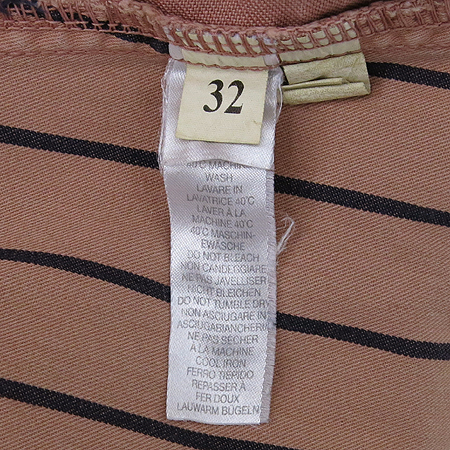 32
40°C MACHINE
WASH
LAVARE IN
LAVATRICE 40°C
LAVER À LA
MACHINE 40°C
40°C MASCHIN-
EWÄSCHE
DO NOT BLEACH
NON CANDEGGIARE
NE PAS JAVELLISER
NICHT BLEICHEN
DO NOT TUMBLE DRY
NON ASCIUGARE IN
ASCIUGABIANCHERIA
NE PAS SÉCHER
À LA MACHINE
COOL IRON
FERRO TIEPIDO
REPASSER À
FER DOUX
LAUWARM BÜGELN